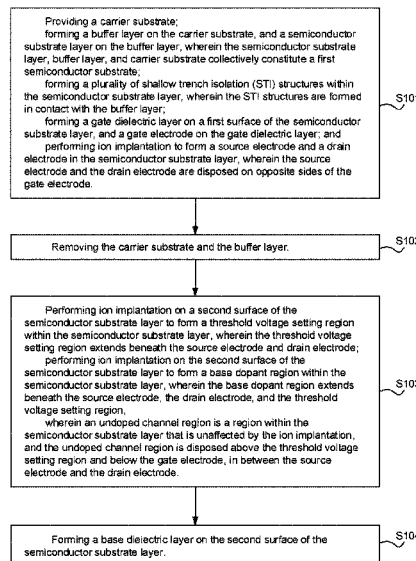 Providing a carrier substrate;
forming a buffer layer on the carrier substrate, and a semiconductor
substrate layer on the buffer layer, wherein the semiconductor substrate
layer, buffer layer, and carrier substrate collectively constitute a first
semiconductor substrate;
forming a plurality of shallow trench isolation (STI) structures within
the semiconductor substrate layer, wherein the STI structures are formed
in contact with the buffer layer;
forming a gate dielectric layer on a first surface of the semiconductor
substrate layer, and a gate electrode on the gate dielectric layer; and
performing ion implantation to form a source electrode and a drain
electrode in the semiconductor substrate layer, wherein the source
electrode and the drain electrode are disposed on opposite sides of the
gate electrode.
S101
Removing the carrier substrate and the buffer layer.
S102
Performing ion implantation on a second surface of the
semiconductor substrate layer to form a threshold voltage setting region
within the semiconductor substrate layer, wherein the threshold voltage
setting region extends beneath the source electrode and drain electrode;
performing ion implantation on the second surface of the
semiconductor substrate layer to form a base dopant region within the
semiconductor substrate layer, wherein the base dopant region extends
beneath the source electrode, the drain electrode, and the threshold
voltage setting region,
wherein an undoped channel region is a region within the
semiconductor substrate layer that is unaffected by the ion implantation,
and the undoped channel region is disposed above the threshold voltage
setting region and below the gate electrode, in between the source
electrode and the drain electrode.
S103
Forming a base dielectric layer on the second surface of the
semiconductor substrate layer.
S104